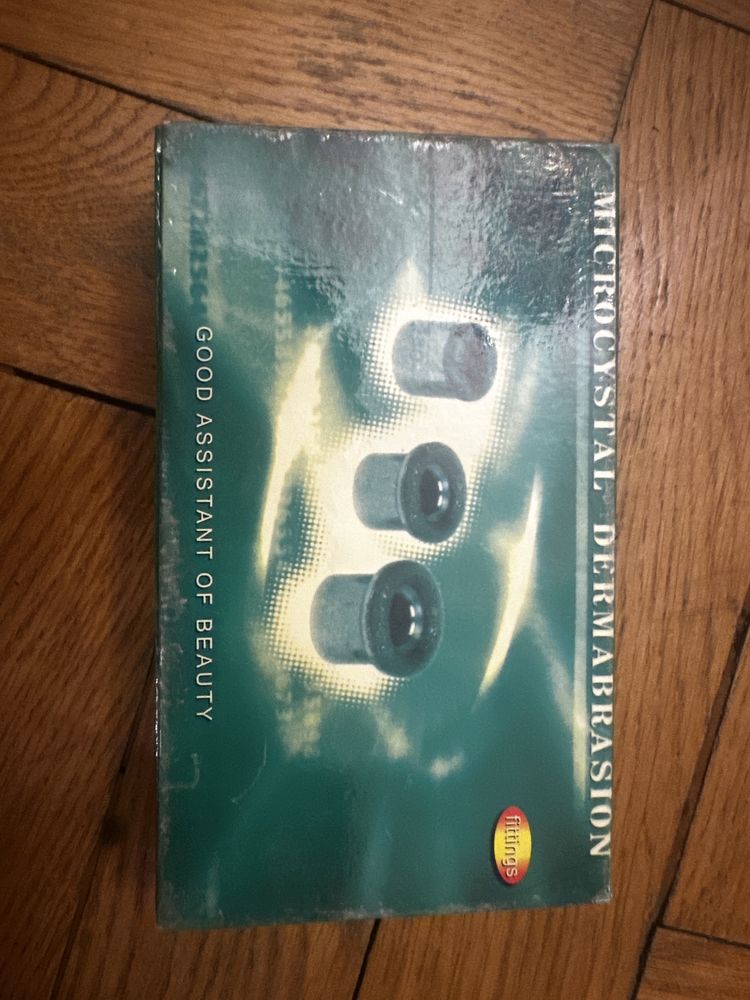 MICROCYSTAL DERMABRASION
fittings
GOOD ASSISTANT OF BEAUTY